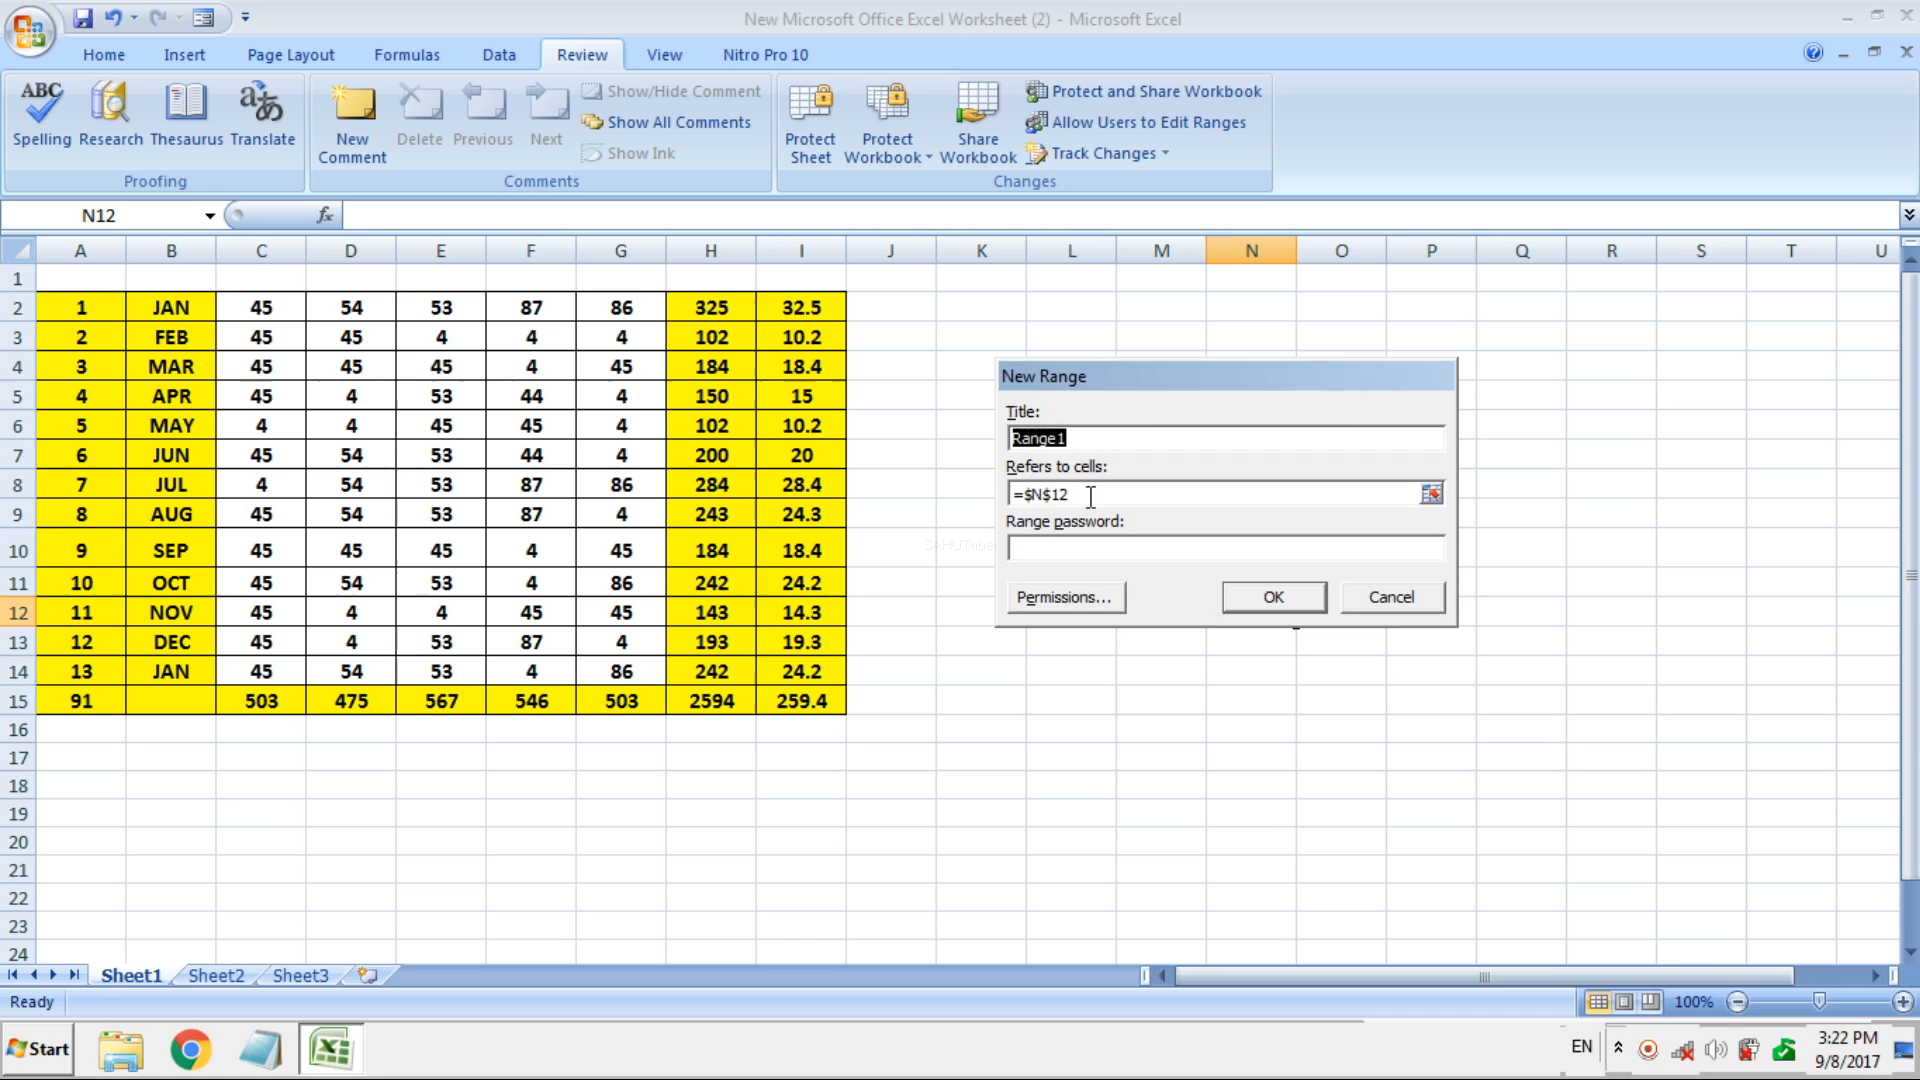 New Microsoft Office Excel Worksheet (2) - Microsoft Excel
Home Insert Page Layout Formulas Data Review View Nitro Pro 10
ABC
Spelling Research Thesaurus Translate
Proofing
New Comment Delete Previous Next
Show/Hide Comment
Show All Comments
Show Ink
Comments
Protect Sheet Protect Workbook Share Workbook
Protect and Share Workbook
Allow Users to Edit Ranges
Track Changes
Changes
N12 fx
A B C D E F G H I J K L M N O P Q R S T U
1
2 1 JAN 45 54 53 87 86 325 32.5
3 2 FEB 45 45 4 4 4 102 10.2
4 3 MAR 45 45 45 4 45 184 18.4
5 4 APR 45 4 53 44 4 150 15
6 5 MAY 4 4 45 45 4 102 10.2
7 6 JUN 45 54 53 44 4 200 20
8 7 JUL 4 54 53 87 86 284 28.4
9 8 AUG 45 54 53 87 4 243 24.3
10 9 SEP 45 45 45 4 45 184 18.4
11 10 OCT 45 54 53 4 86 242 24.2
12 11 NOV 45 4 4 45 45 143 14.3
13 12 DEC 45 4 53 87 4 193 19.3
14 13 JAN 45 54 53 4 86 242 24.2
15 91 503 475 567 546 503 2594 259.4
16
17
18
19
20
21
22
23
24
New Range
Title:
Range1
Refers to cells:
=$N$12
Range password:
Permissions... OK Cancel
Sheet1 Sheet2 Sheet3
Ready 100%
Start EN 3:22 PM
9/8/2017